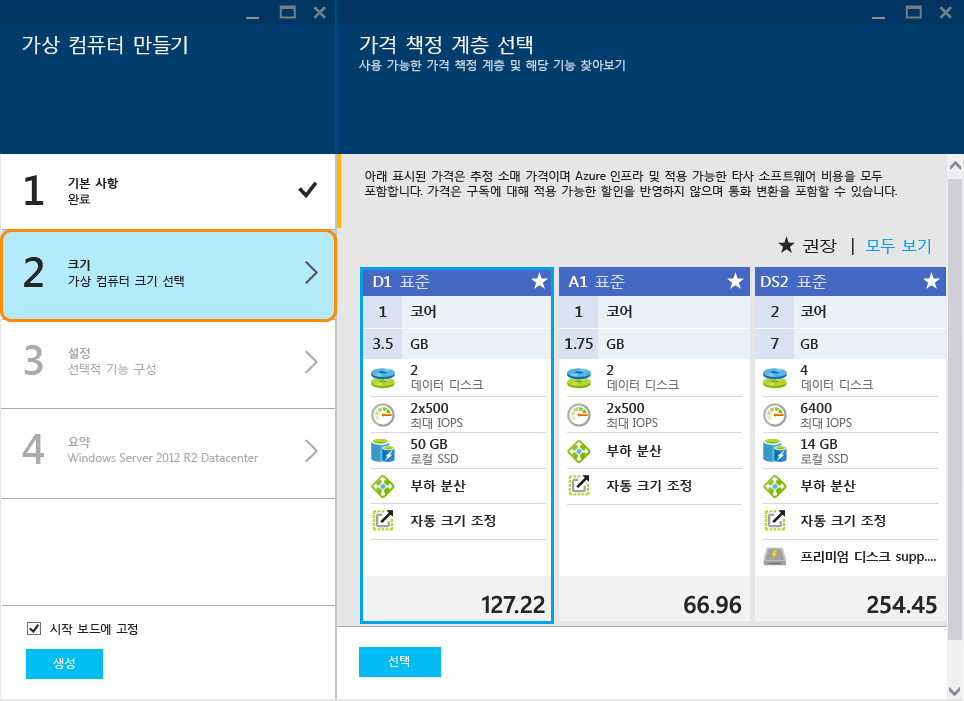 가상 컴퓨터 만들기
1
기본 사항
완료
2
크기
가상 컴퓨터 크기 선택
3
설정
선택적 기능 구성
4
요약
Windows Server 2012 R2 Datacenter
시작 보드에 고정
생성
가격 책정 계층 선택
사용 가능한 가격 책정 계층 및 해당 기능 찾아보기
아래 표시된 가격은 추정 소매 가격이며 Azure 인프라 및 적용 가능한 타사 소프트웨어 비용을 모두
포함합니다. 가격은 구독에 대해 적용 가능한 할인을 반영하지 않으며 통화 변환을 포함할 수 있습니다.
★ 권장 | 모두 보기
D1 표준 ★
1 코어
3.5 GB
2
데이터 디스크
2x500
최대 IOPS
50 GB
로컬 SSD
부하 분산
자동 크기 조정
127.22
A1 표준 ★
1 코어
1.75 GB
2
데이터 디스크
2x500
최대 IOPS
부하 분산
자동 크기 조정
66.96
DS2 표준 ★
2 코어
7 GB
4
데이터 디스크
6400
최대 IOPS
14 GB
로컬 SSD
부하 분산
자동 크기 조정
프리미엄 디스크 supp....
254.45
선택